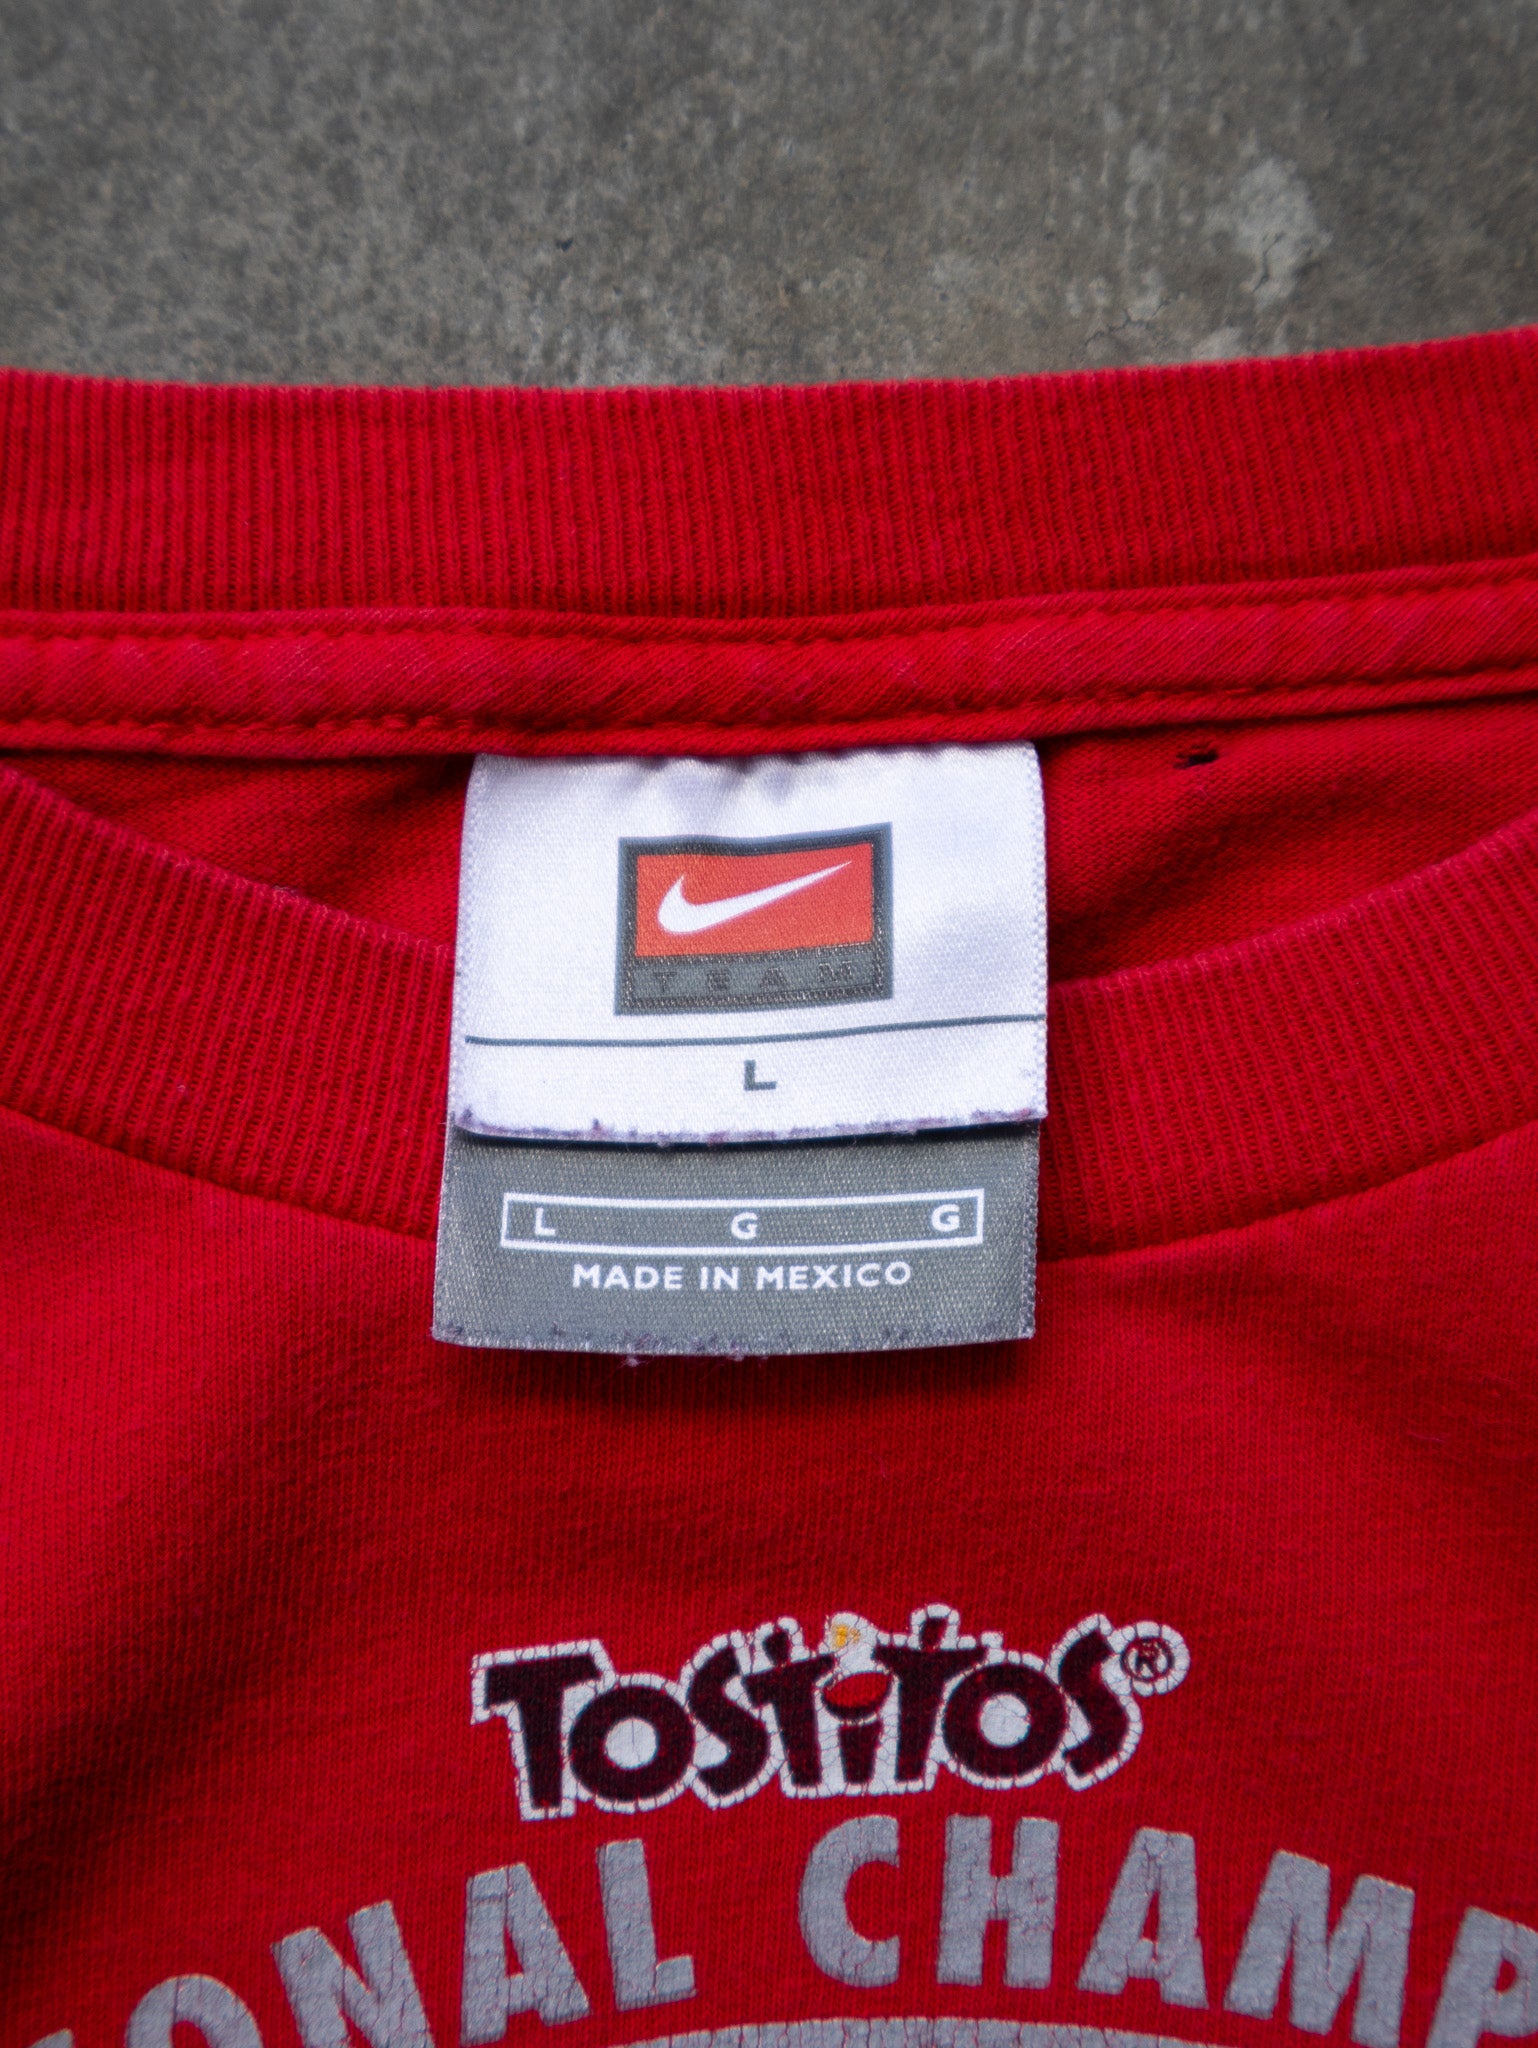 TEAM
L
L G G
MADE IN MEXICO
TOSTITOS®
ONAL CHAMP